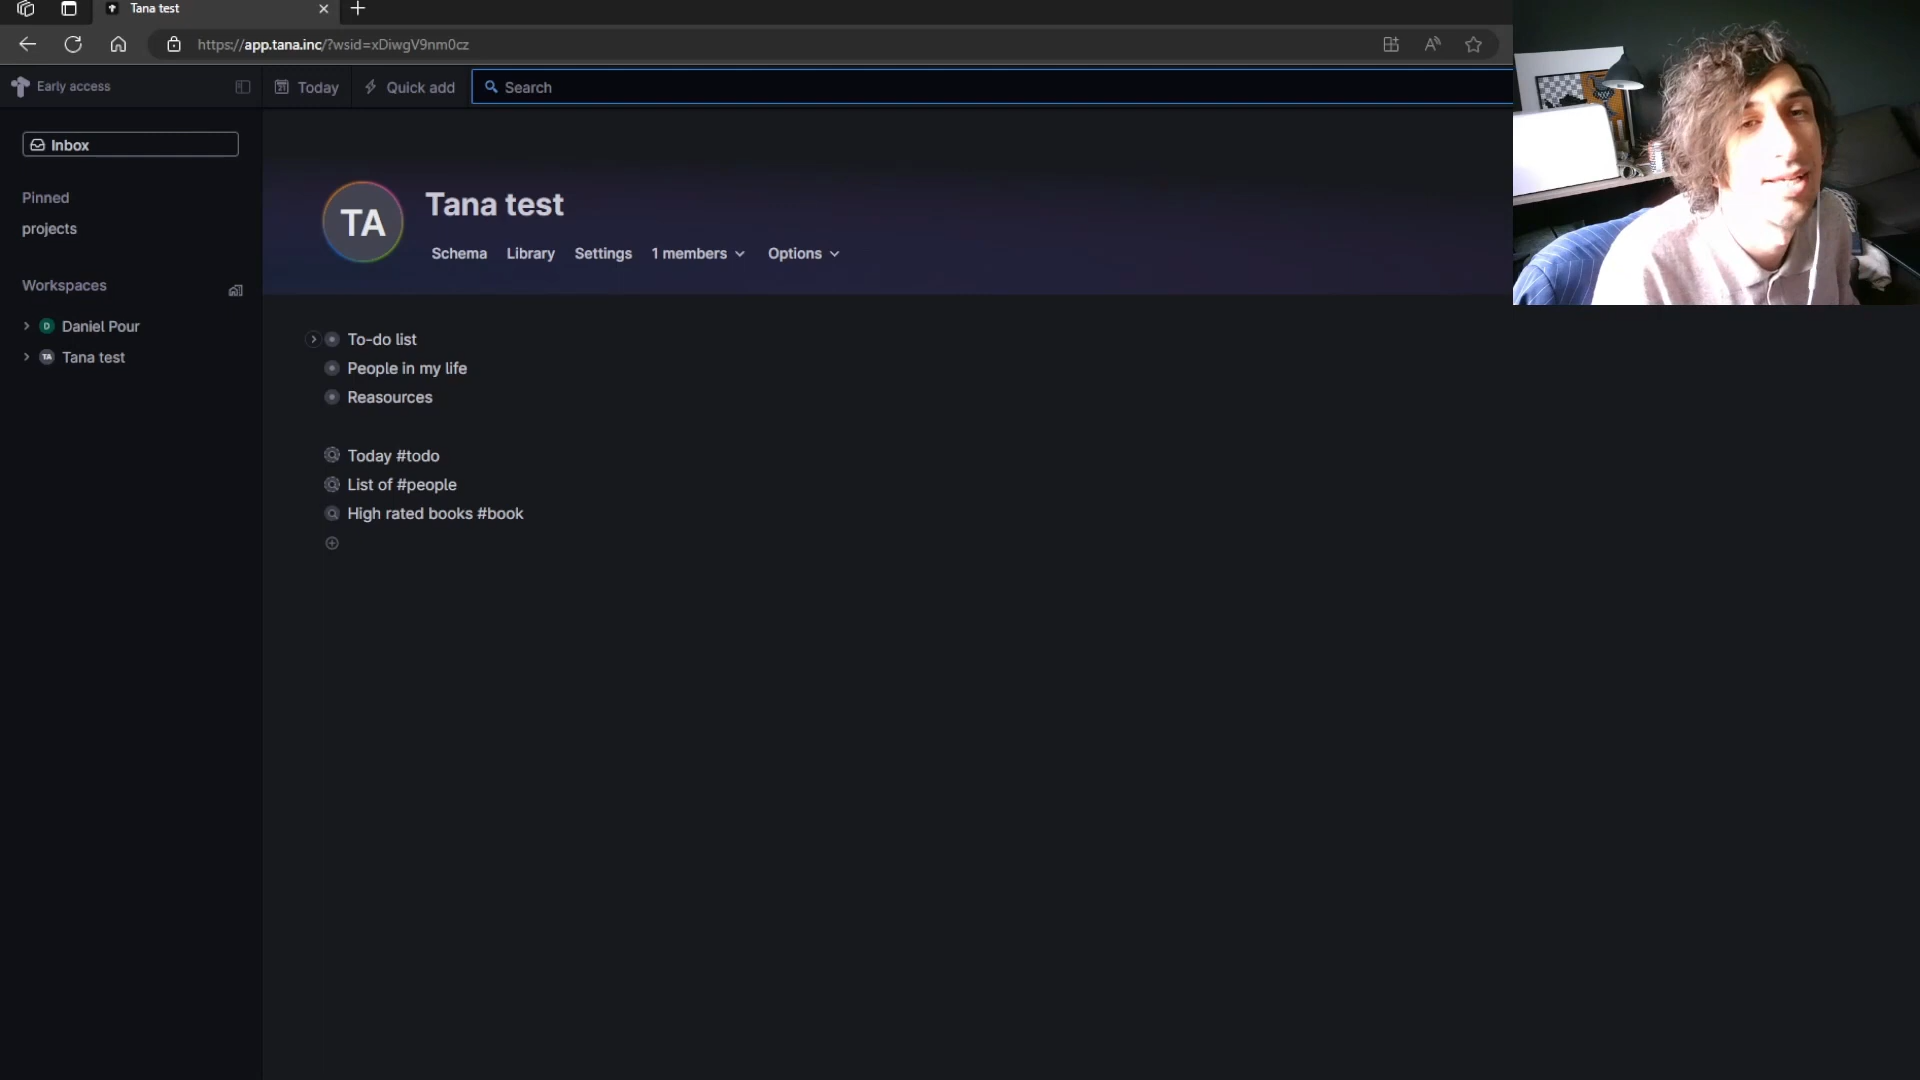 Tana test
https://app.tana.inc/?wsid=xDiwgV9nm0cz
Early access
Today
Quick add
Search
Inbox
Pinned
projects
Workspaces
D Daniel Pour
TA Tana test
TA
Tana test
Schema Library Settings 1 members Options
To-do list
People in my life
Reasources
Today #todo
List of #people
High rated books #book